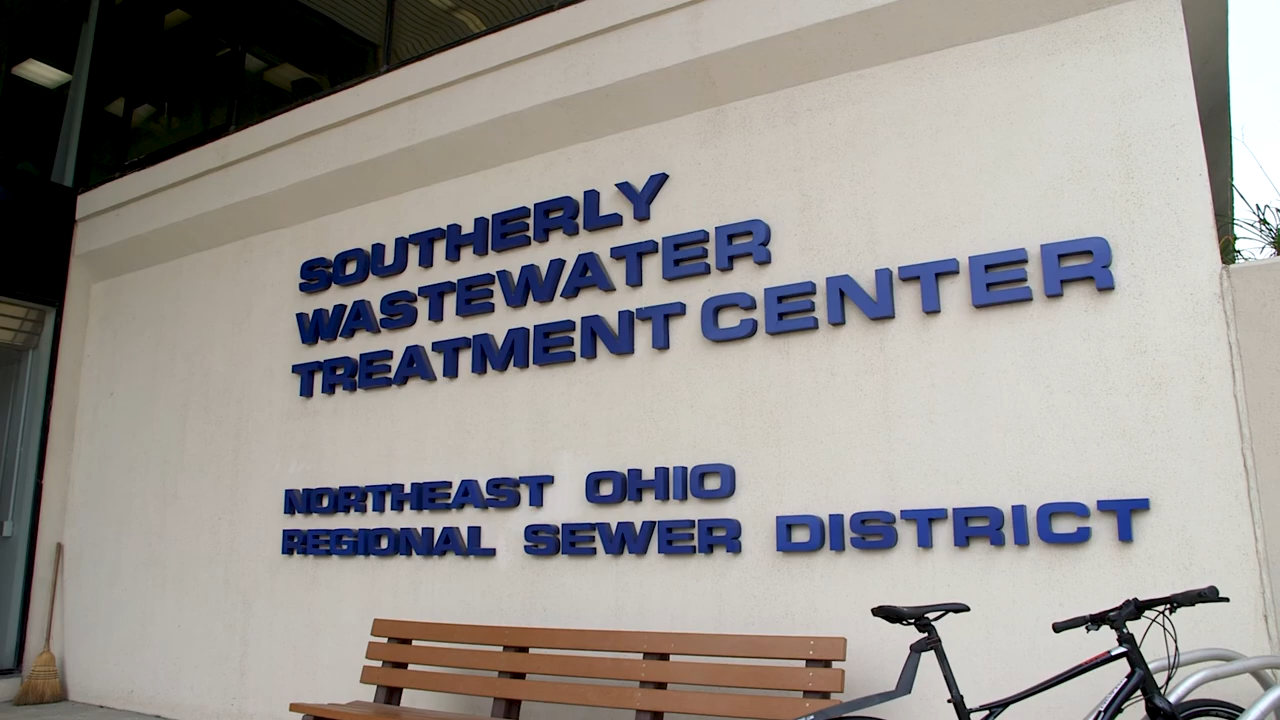 SOUTHERLY
WASTEWATER
TREATMENT CENTER
NORTHEAST OHIO
REGIONAL SEWER DISTRICT